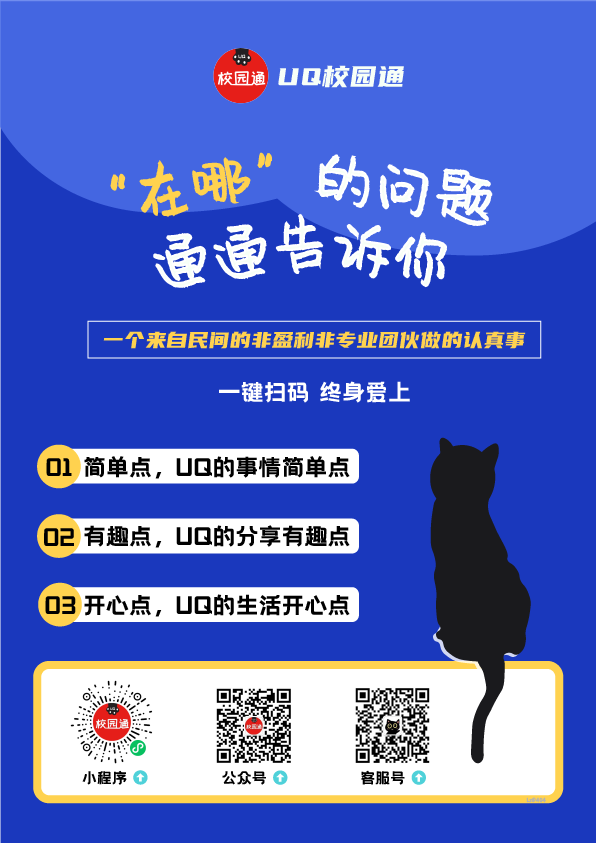 校园通 UQ校园通
“在哪”的问题
通通告诉你
一个来自民间的非盈利非专业团伙做的认真事
一键扫码 终身爱上
01 简单点，UQ的事情简单点
02 有趣点，UQ的分享有趣点
03 开心点，UQ的生活开心点
校园通 校园通
小程序 公众号 客服号